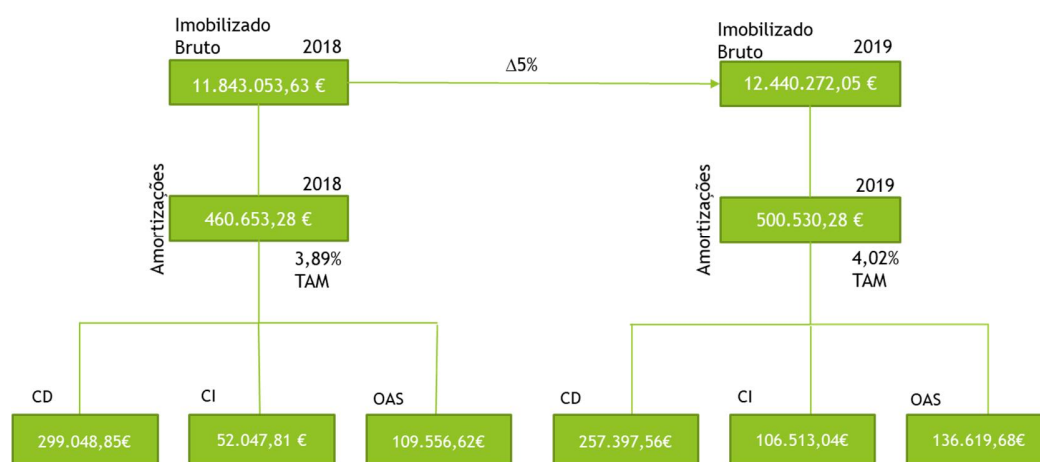 Imobilizado
Bruto
2018
11.843.053,63 €
Δ5%
Imobilizado
Bruto
2019
12.440.272,05 €
Amortizações
2018
460.653,28 €
3,89%
TAM
Amortizações
2019
500.530,28 €
4,02%
TAM
CD
299.048,85€
CI
52.047,81 €
OAS
109.556,62€
CD
257.397,56€
CI
106.513,04€
OAS
136.619,68€